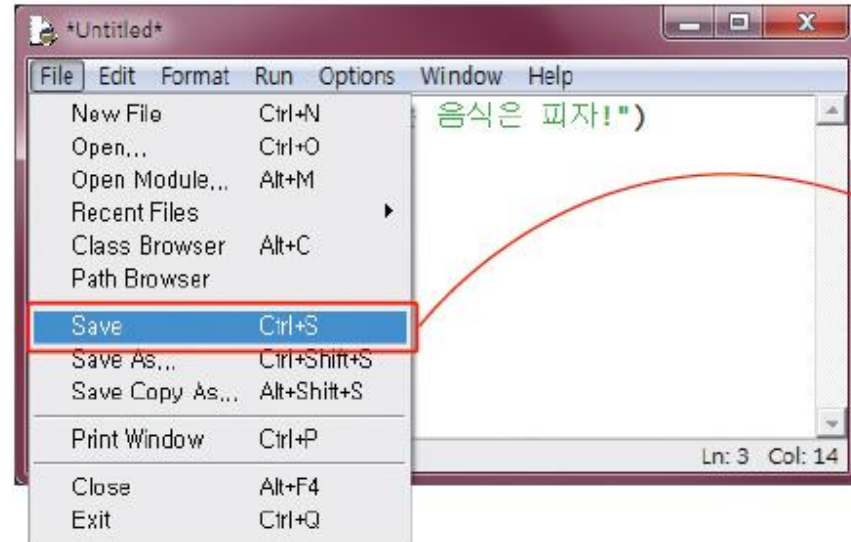 *Untitled*
File Edit Format Run Options Window Help
음식은 피자!")
New File Ctrl+N
Open... Ctrl+O
Open Module... Alt+M
Recent Files
Class Browser Alt+C
Path Browser
Save Ctrl+S
Save As... Ctrl+Shift+S
Save Copy As... Alt+Shift+S
Print Window Ctrl+P
Close Alt+F4
Exit Ctrl+Q
Ln: 3 Col: 14